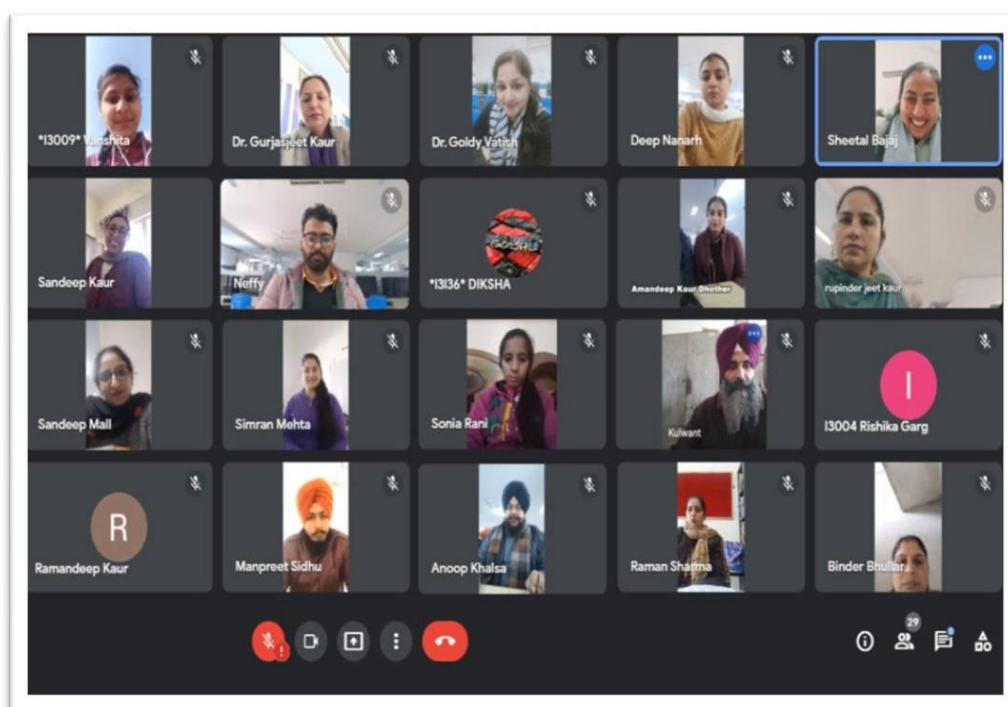 *13009* Vanshita
Dr. Gurjasjeet Kaur
Dr. Goldy Vatish
Deep Nanarh
Sheetal Bajaj
Sandeep Kaur
Neffy
*13136* DIKSHA
Amandeep Kaur Dhother
rupinder jeet kaur
Sandeep Mall
Simran Mehta
Sonia Rani
Kulwant
I
13004 Rishika Garg
R
Ramandeep Kaur
Manpreet Sidhu
Anoop Khalsa
Raman Sharma
Binder Bhullar
29